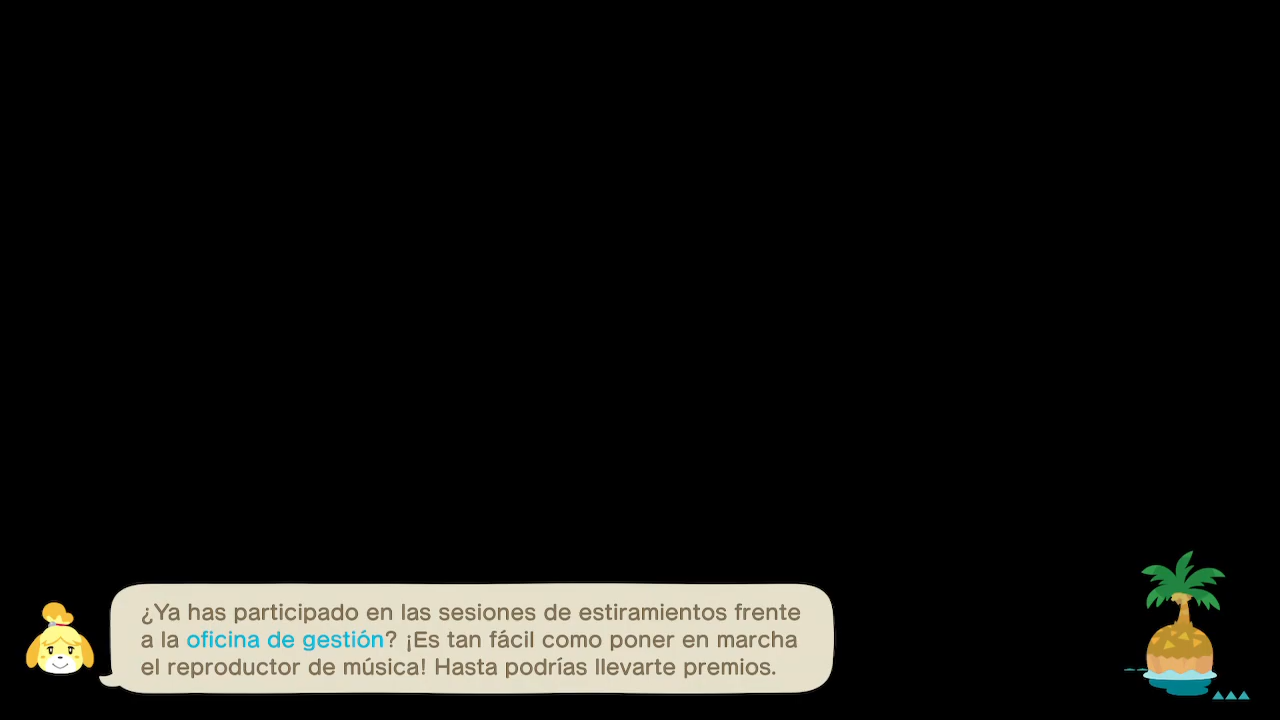 ¿Ya has participado en las sesiones de estiramientos frente
a la oficina de gestión? ¡Es tan fácil como poner en marcha
el reproductor de música! Hasta podrías llevarte premios.